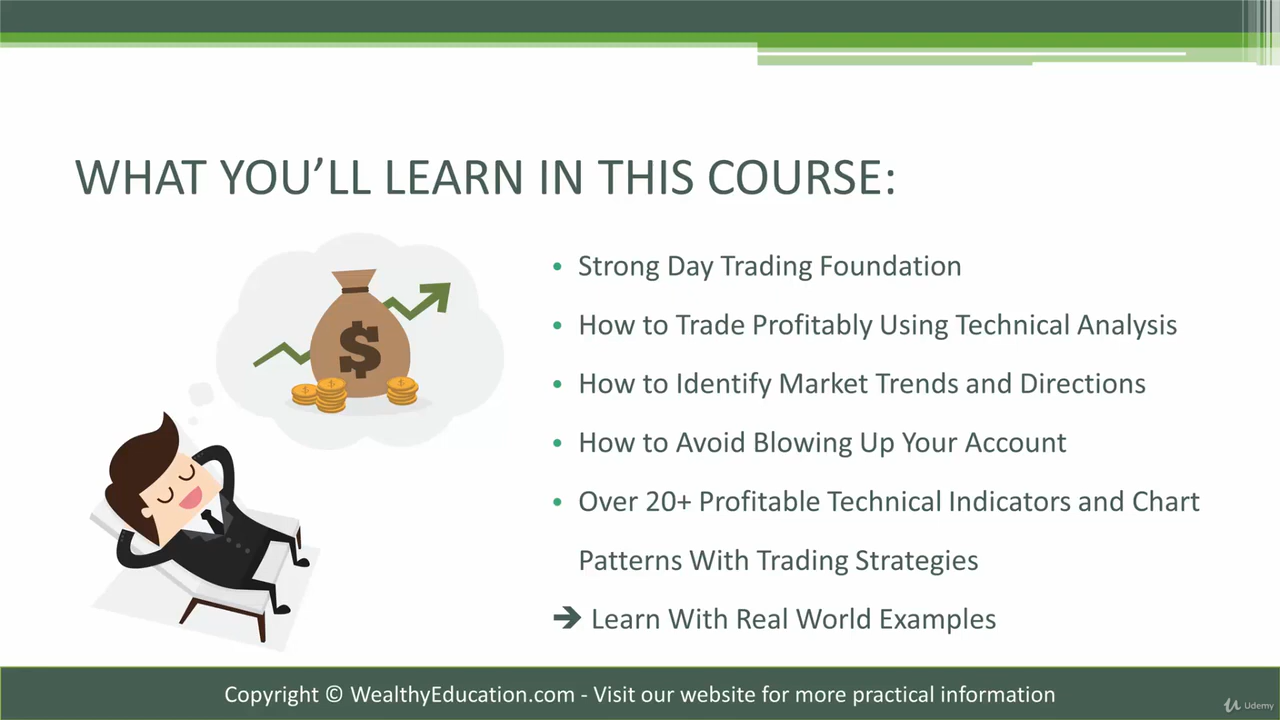 WHAT YOU’LL LEARN IN THIS COURSE:
$
• Strong Day Trading Foundation
• How to Trade Profitably Using Technical Analysis
• How to Identify Market Trends and Directions
• How to Avoid Blowing Up Your Account
• Over 20+ Profitable Technical Indicators and Chart
Patterns With Trading Strategies
➔ Learn With Real World Examples
Copyright © WealthyEducation.com - Visit our website for more practical information
Udemy